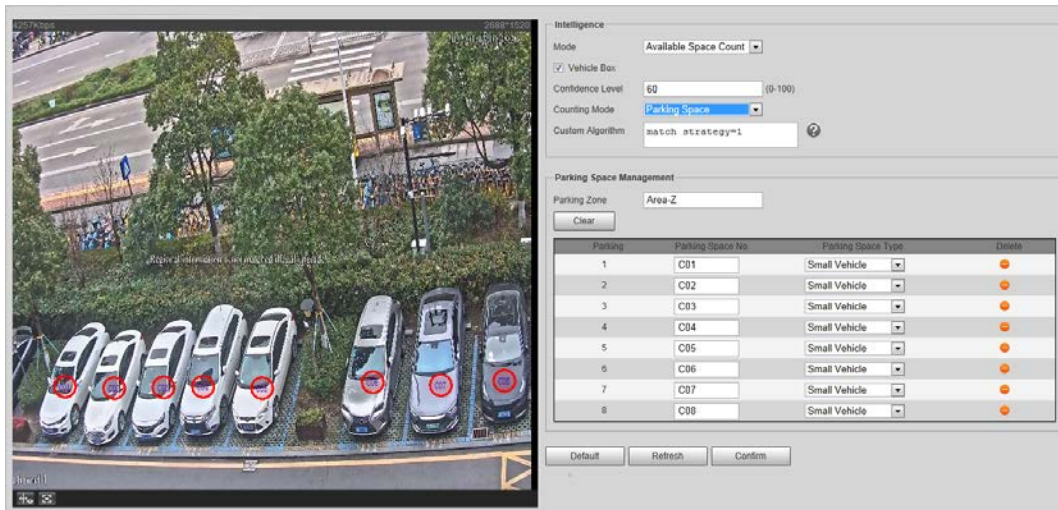 4257Kbps
2688*1520
Intelligence
Mode
Available Space Count
Vehicle Box
Confidence Level
60
(0-100)
Counting Mode
Parking Space
Custom Algorithm
match strategy=1
Parking Space Management
Parking Zone
Area-Z
Clear
Parking Parking Space No. Parking Space Type Delete
1 C01 Small Vehicle
2 C02 Small Vehicle
3 C03 Small Vehicle
4 C04 Small Vehicle
5 C05 Small Vehicle
6 C06 Small Vehicle
7 C07 Small Vehicle
8 C08 Small Vehicle
Default Refresh Confirm